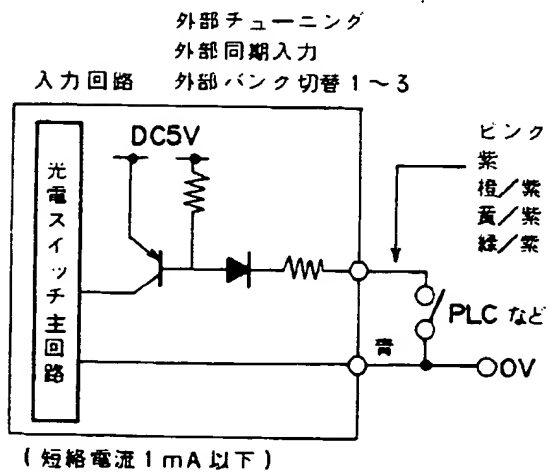 外部チューニング
外部同期入力
入力回路 外部バンク切替1～3
DC5V
光電スイッチ主回路
ピンク
紫
橙/紫
黄/紫
緑/紫
PLCなど
青
0V
(短絡電流1mA以下)